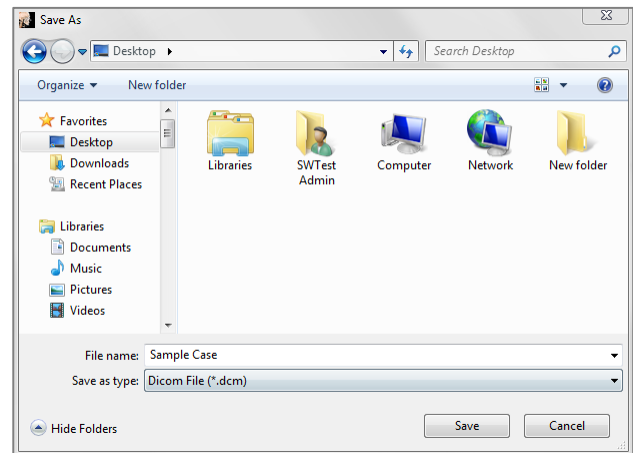 Save As
Desktop
Search Desktop
Organize
New folder
Favorites
Desktop
Downloads
Recent Places
Libraries
Documents
Music
Pictures
Videos
Libraries
SWTest
Admin
Computer
Network
New folder
File name: Sample Case
Save as type: Dicom File (*.dcm)
Hide Folders
Save
Cancel